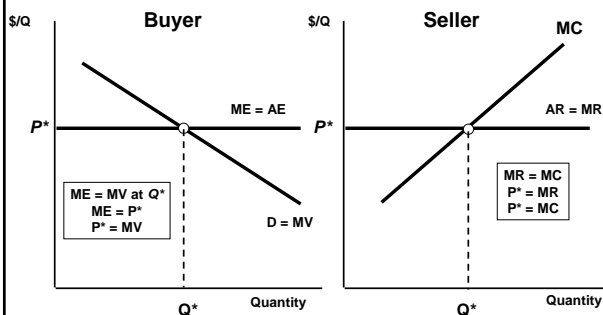 Buyer
$/Q
ME = AE
P*
ME = MV at Q*
ME = P*
P* = MV
D = MV
Q*
Quantity
Seller
$/Q
MC
AR = MR
P*
MR = MC
P* = MR
P* = MC
Q*
Quantity